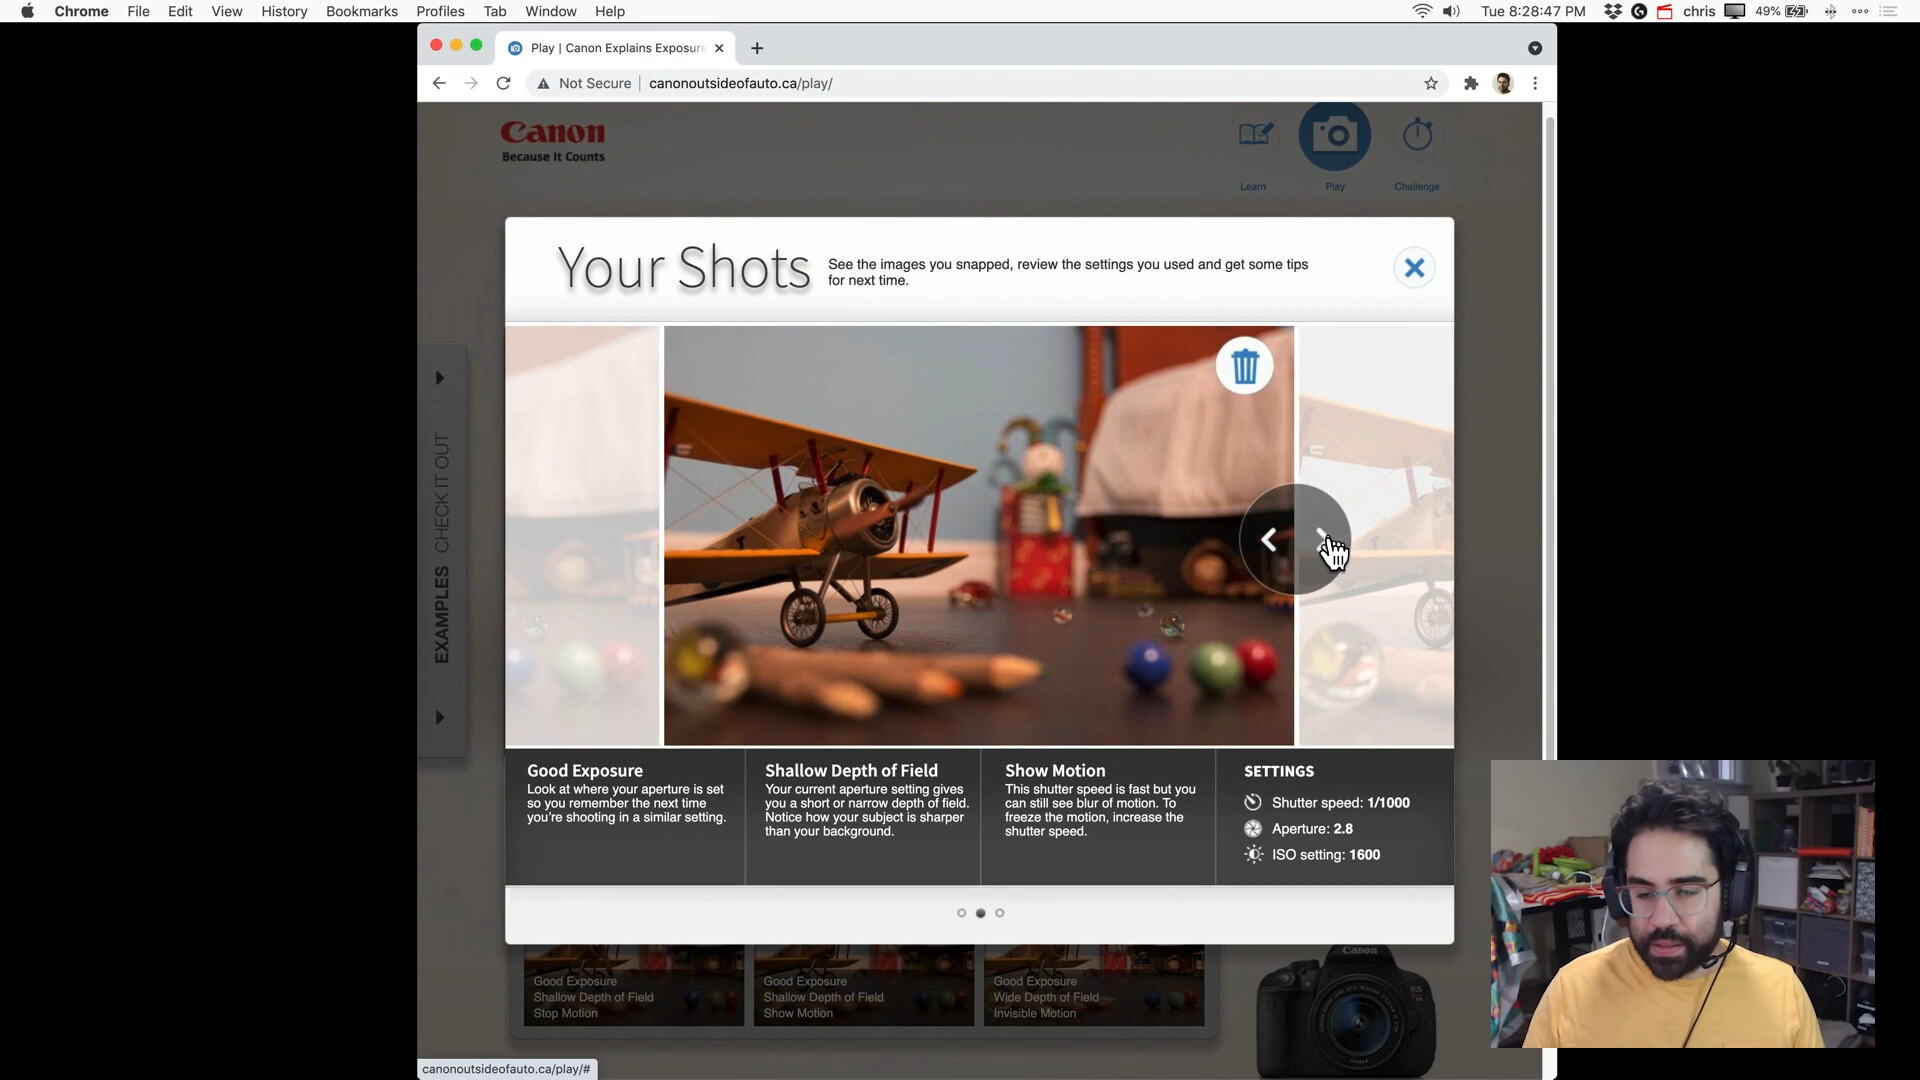 Chrome File Edit View History Bookmarks Profiles Tab Window Help
Tue 8:28:47 PM chris 49%
Play | Canon Explains Exposure
Not Secure canonoutsideofauto.ca/play/
Canon
Because It Counts
Learn Play Challenge
Your Shots
See the images you snapped, review the settings you used and get some tips
for next time.
EXAMPLES CHECK IT OUT
Good Exposure
Look at where your aperture is set
so you remember the next time
you're shooting in a similar setting.
Shallow Depth of Field
Your current aperture setting gives
you a short or narrow depth of field.
Notice how your subject is sharper
than your background.
Show Motion
This shutter speed is fast but you
can still see blur of motion. To
freeze the motion, increase the
shutter speed.
SETTINGS
Shutter speed: 1/1000
Aperture: 2.8
ISO setting: 1600
Good Exposure
Shallow Depth of Field
Stop Motion
Good Exposure
Shallow Depth of Field
Show Motion
Good Exposure
Wide Depth of Field
Invisible Motion
Canon
canonoutsideofauto.ca/play/#